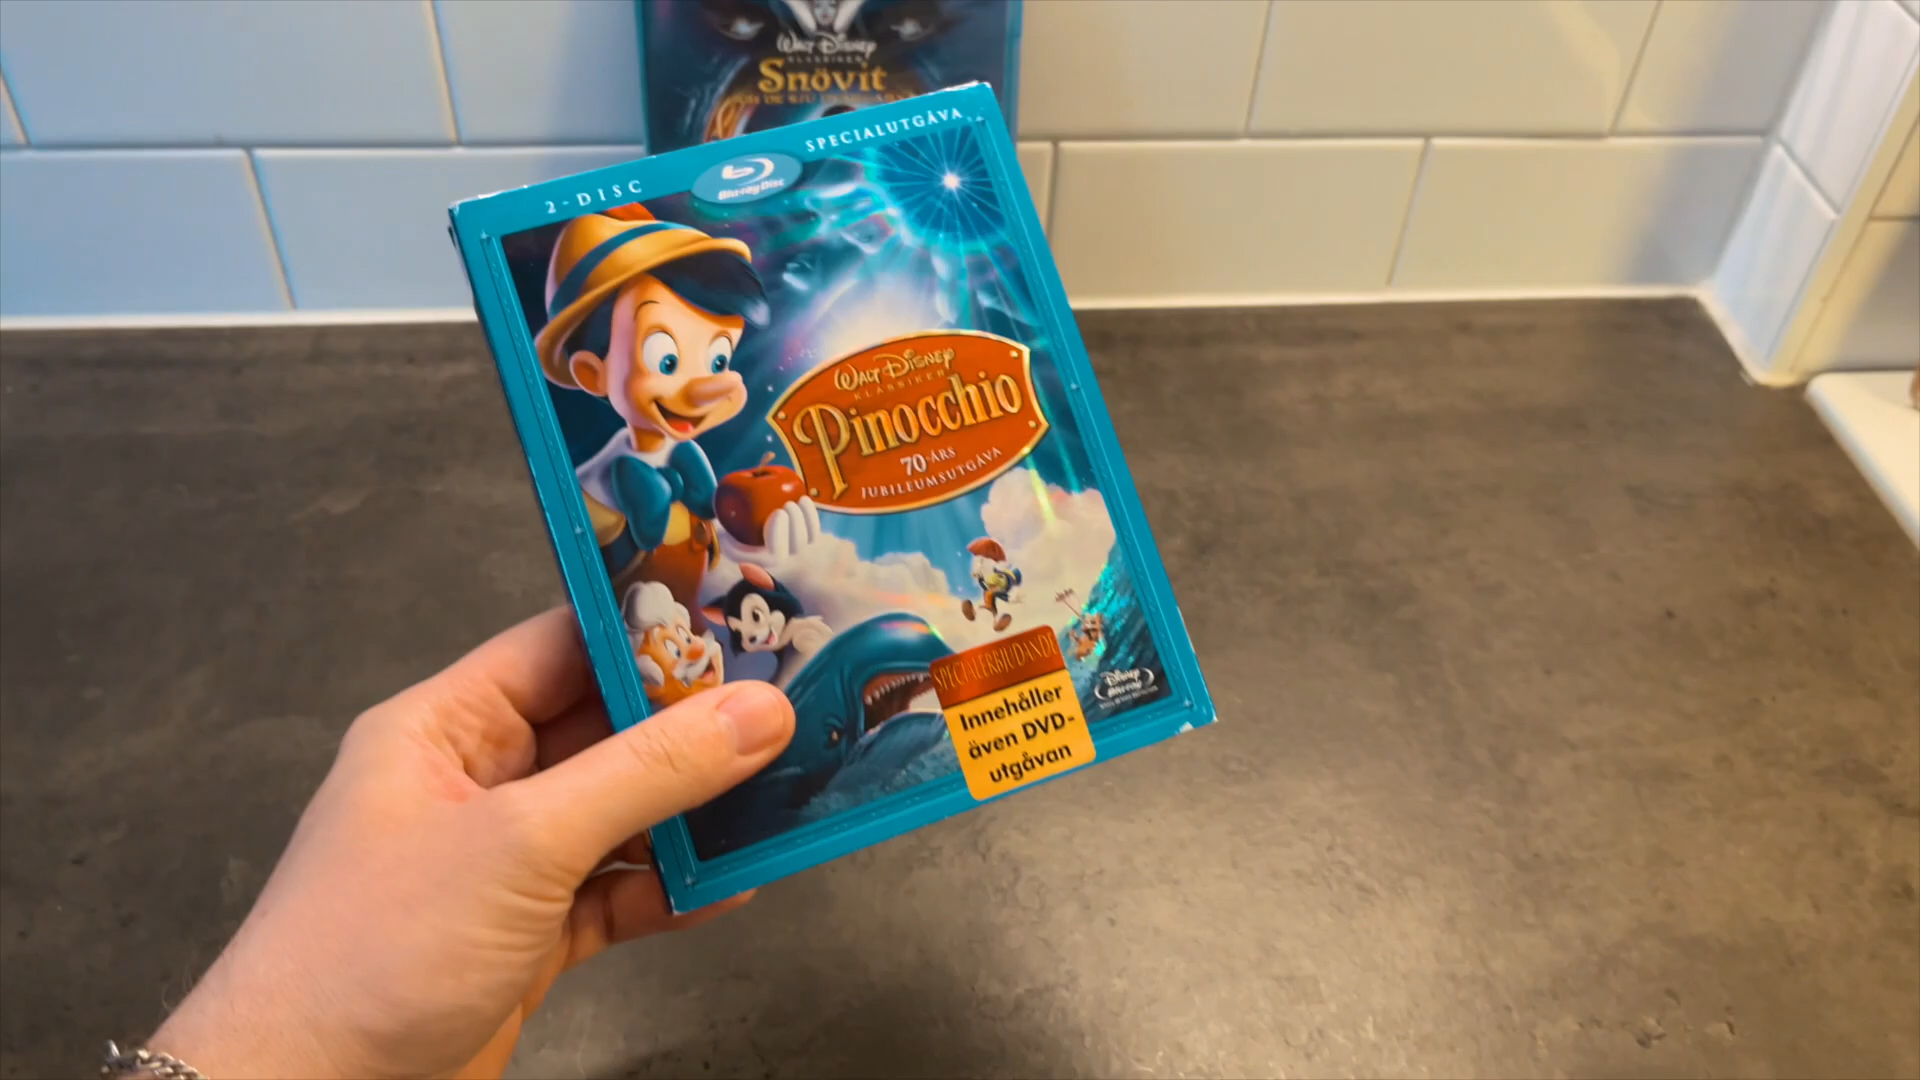 Walt Disney
KLASSIKER
Snövit
2-DISC
Blu-ray Disc
SPECIALUTGÅVA
Walt Disney
KLASSIKER
Pinocchio
70-ÅRS
JUBILEUMSUTGÅVA
SPECIALERBJUDANDE
Innehåller
även DVD-
utgåvan
Disney
Blu-ray